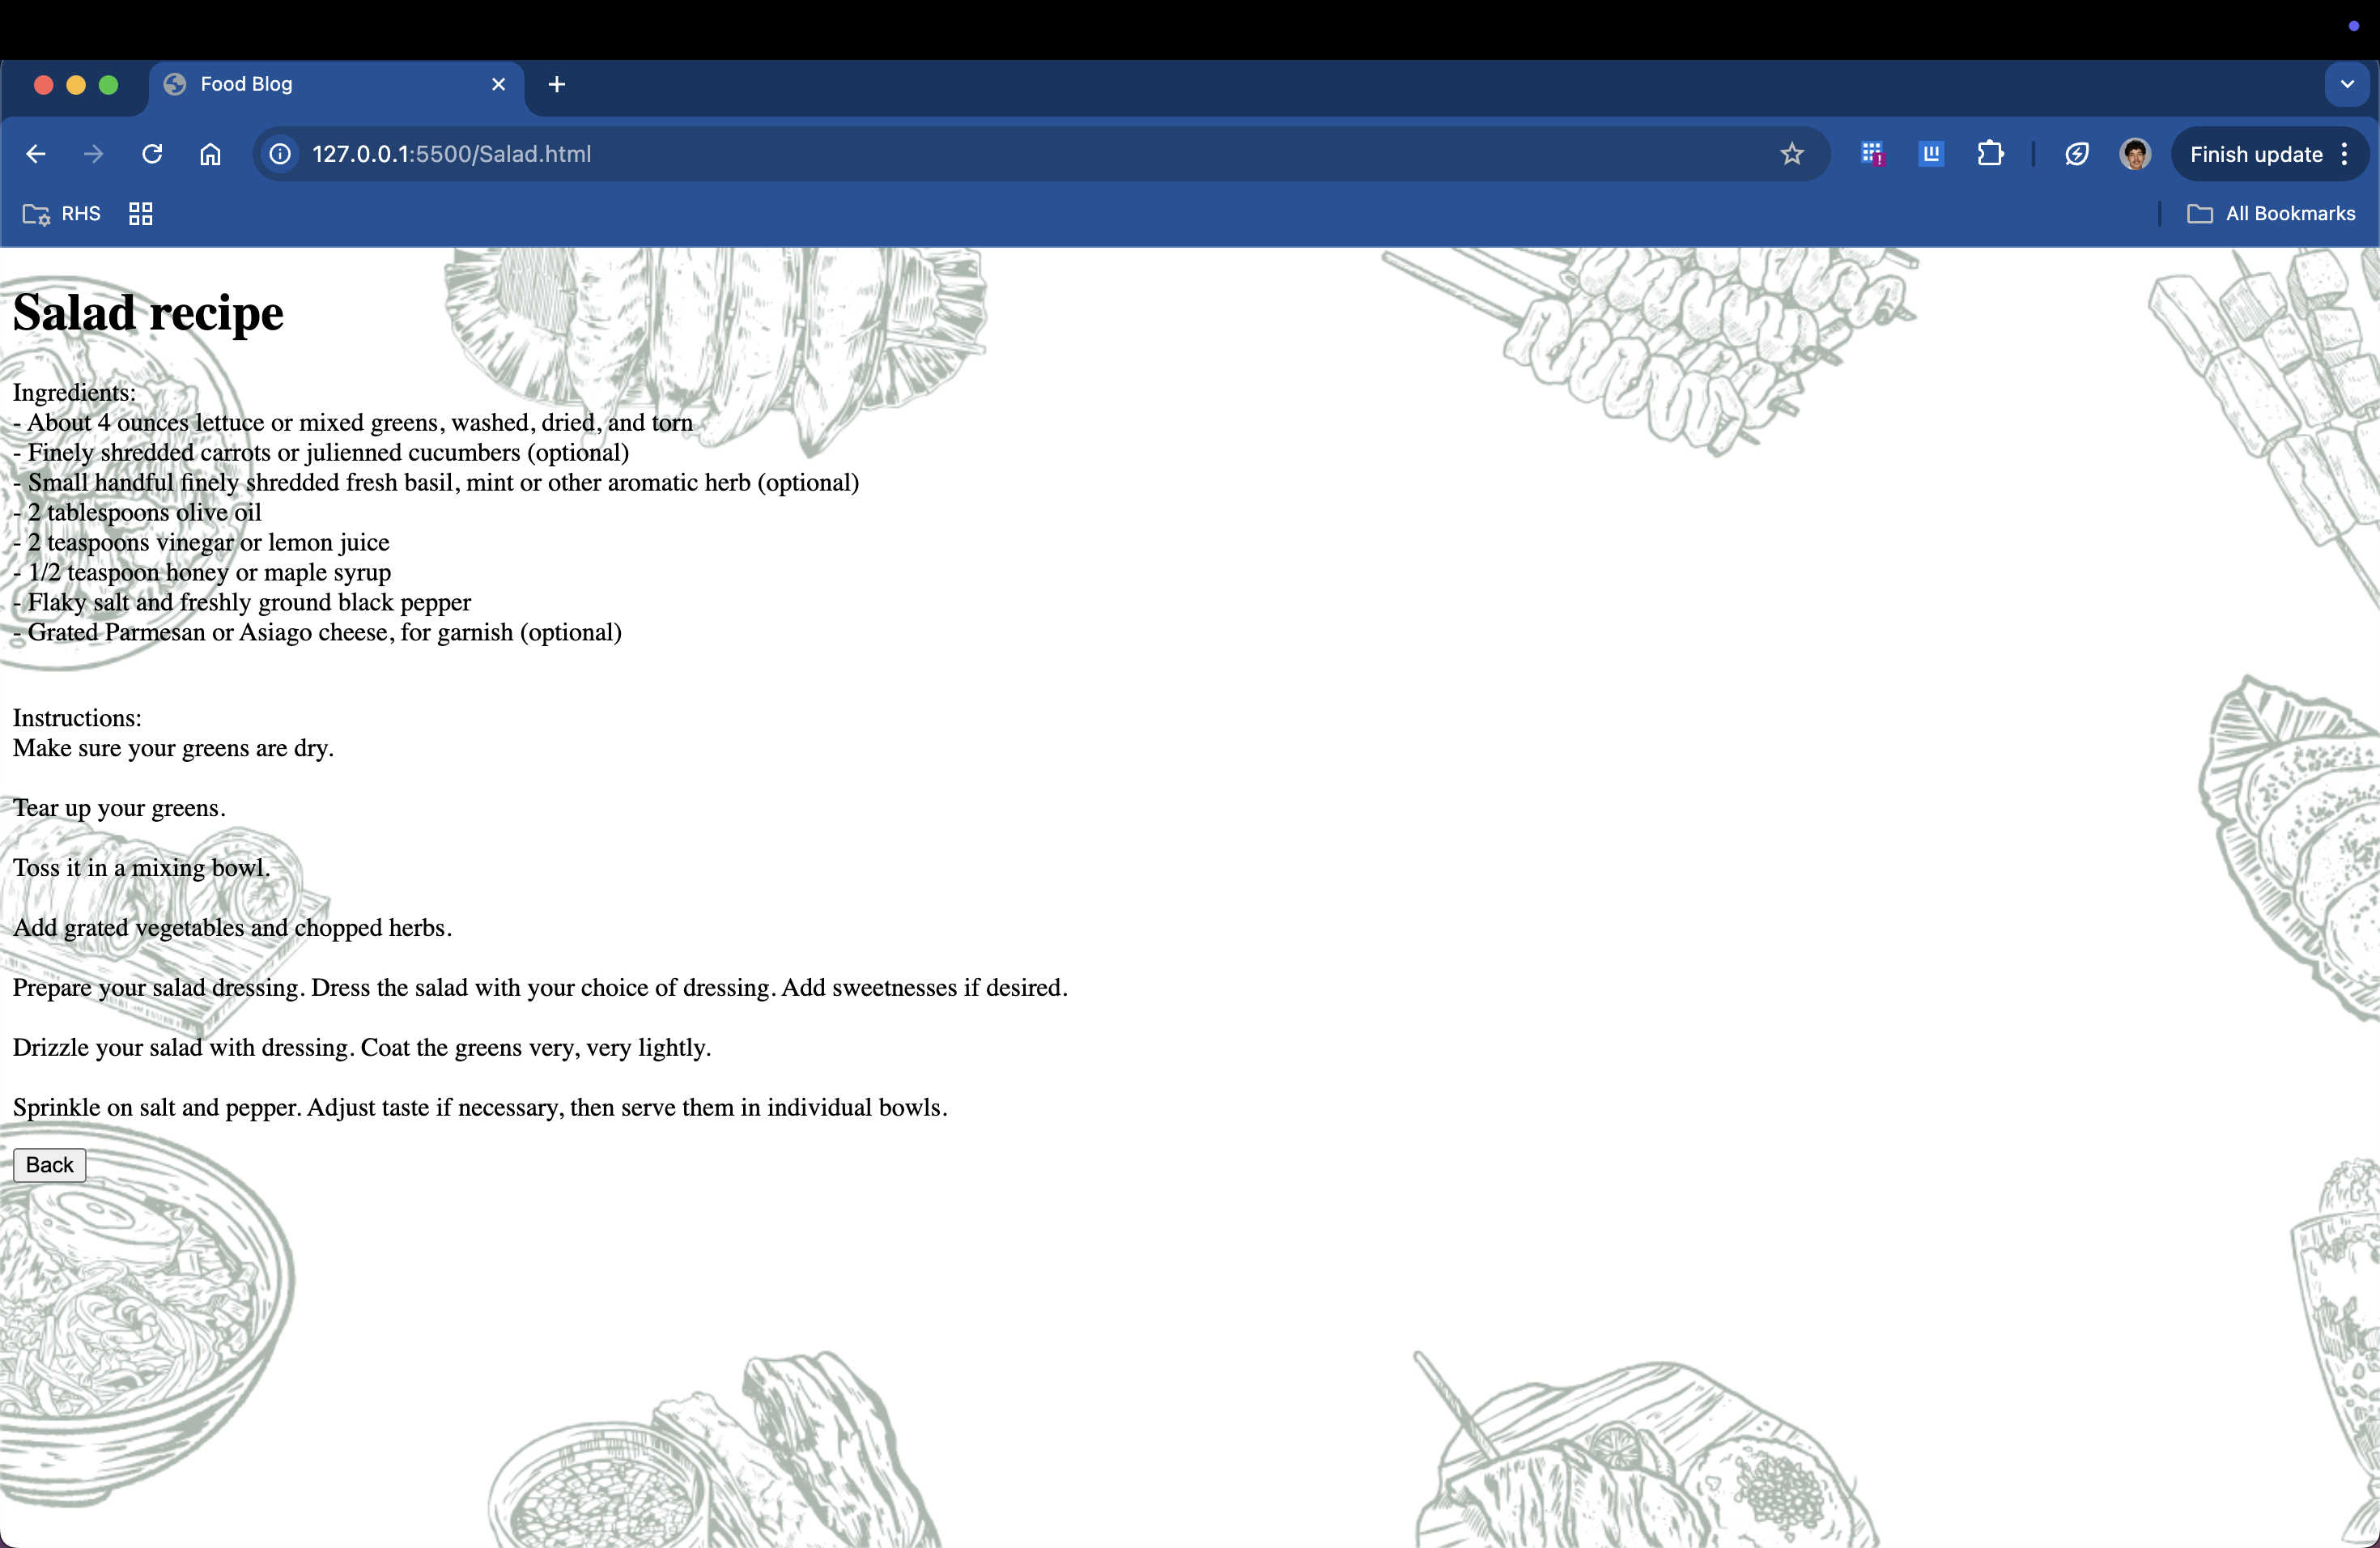 Food Blog
127.0.0.1:5500/Salad.html
Finish update
RHS
All Bookmarks
Salad recipe
Ingredients:
- About 4 ounces lettuce or mixed greens, washed, dried, and torn
- Finely shredded carrots or julienned cucumbers (optional)
- Small handful finely shredded fresh basil, mint or other aromatic herb (optional)
- 2 tablespoons olive oil
- 2 teaspoons vinegar or lemon juice
- 1/2 teaspoon honey or maple syrup
- Flaky salt and freshly ground black pepper
- Grated Parmesan or Asiago cheese, for garnish (optional)
Instructions:
Make sure your greens are dry.
Tear up your greens.
Toss it in a mixing bowl.
Add grated vegetables and chopped herbs.
Prepare your salad dressing. Dress the salad with your choice of dressing. Add sweetnesses if desired.
Drizzle your salad with dressing. Coat the greens very, very lightly.
Sprinkle on salt and pepper. Adjust taste if necessary, then serve them in individual bowls.
Back